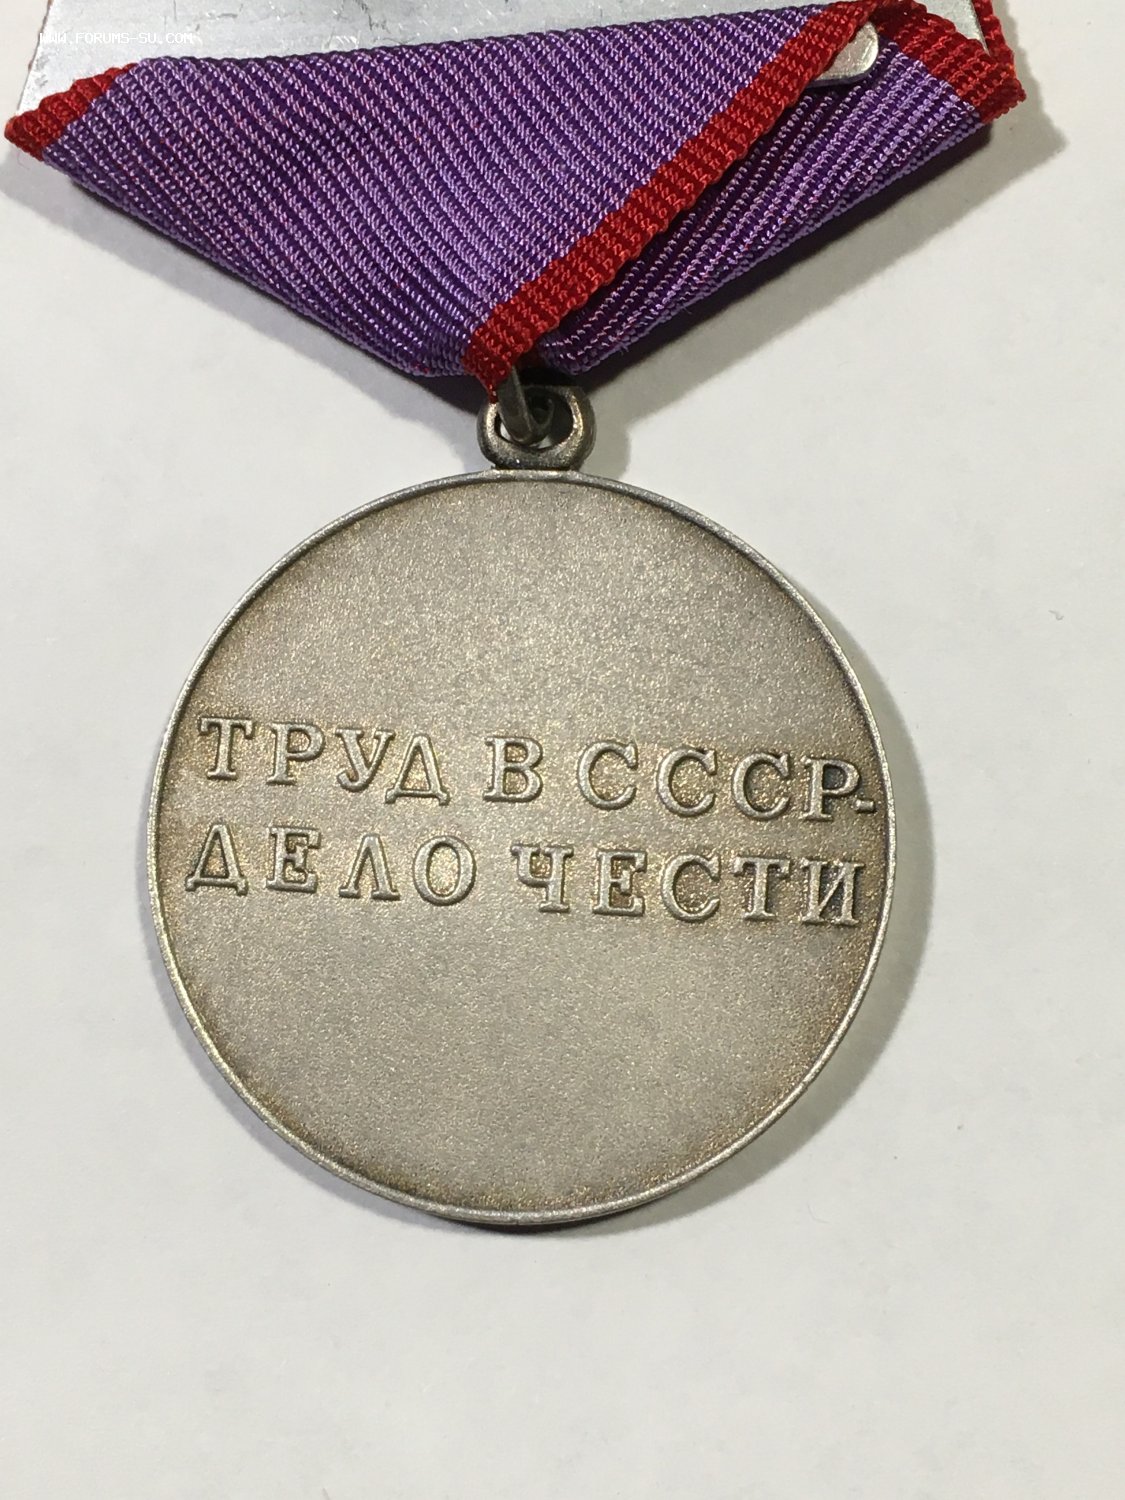 WWW.FORUMS-SU.COM
ТРУД В СССР-
ДЕЛО ЧЕСТИ